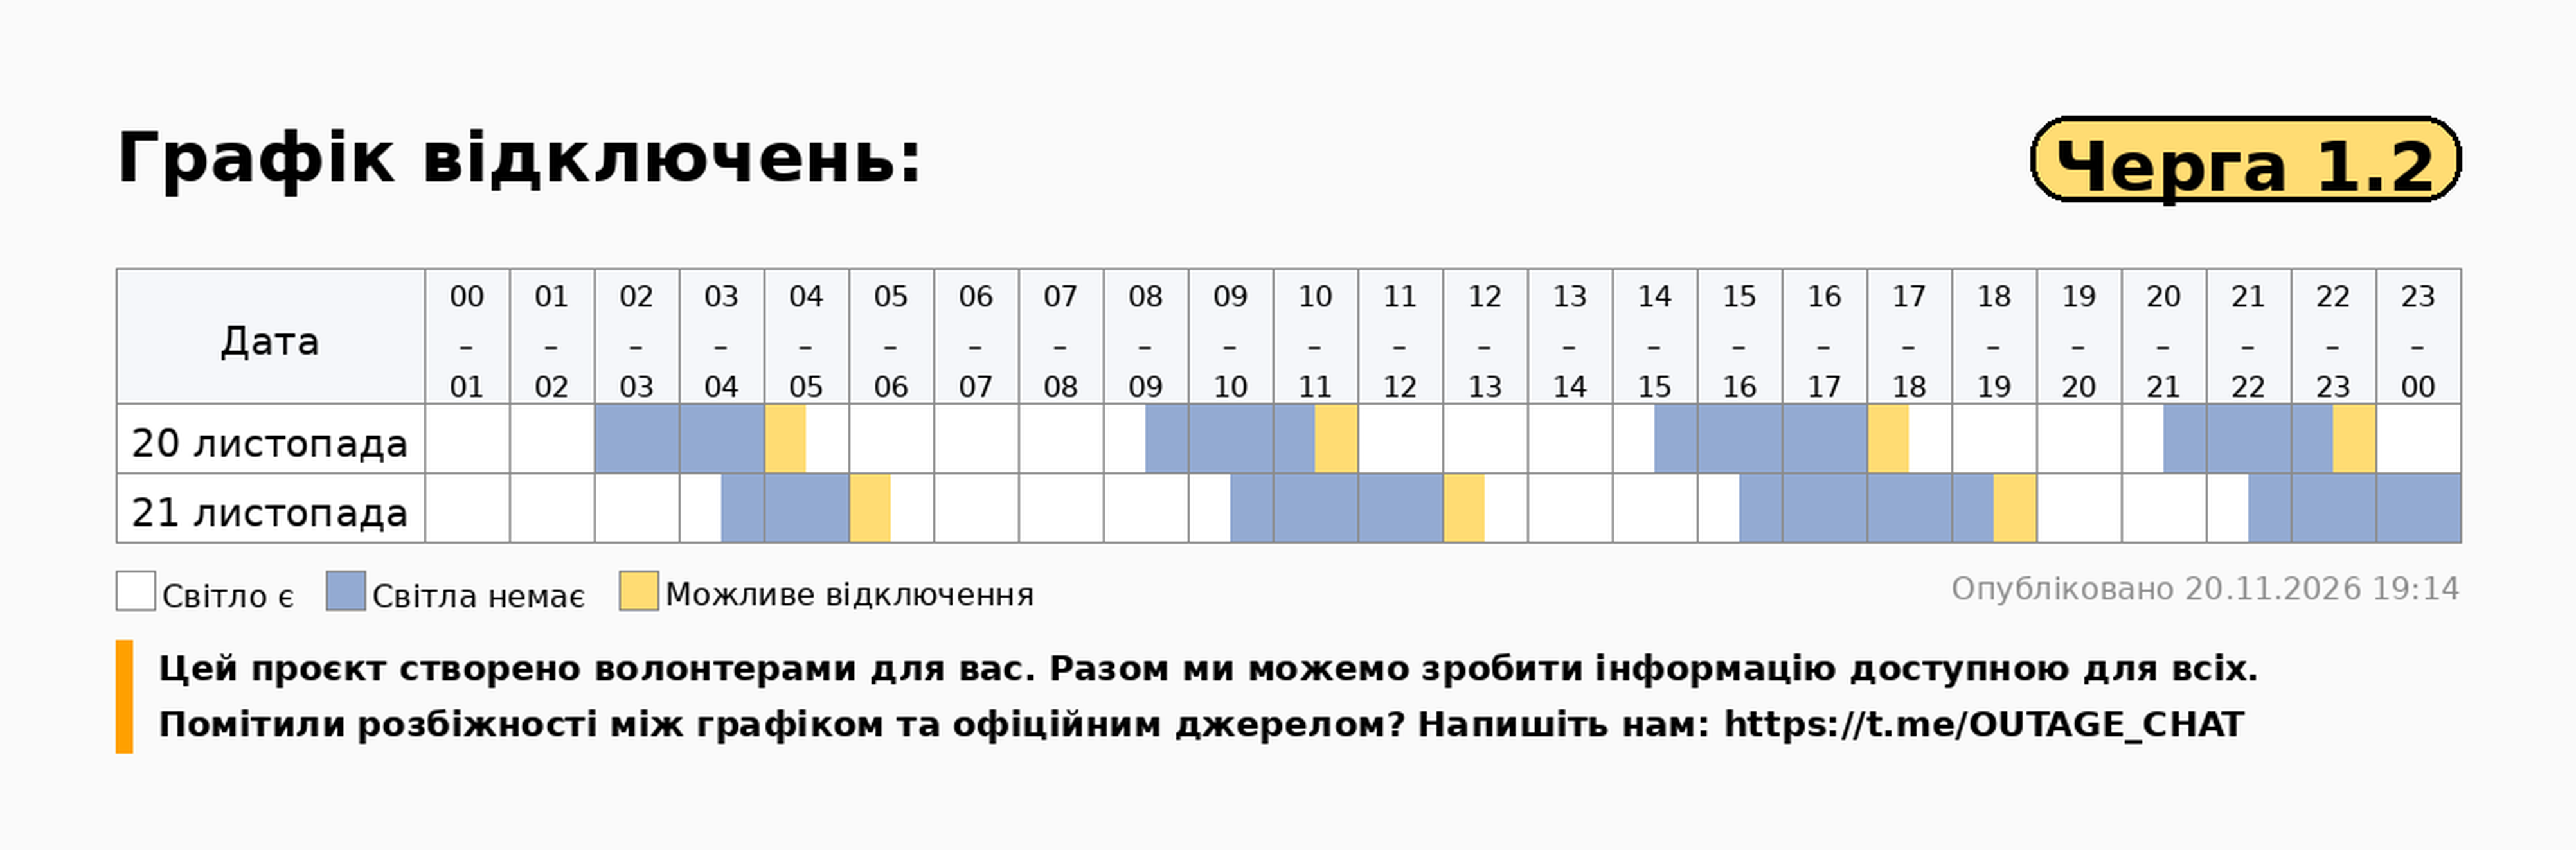 Графік відключень:
Черга 1.2
Дата
00 – 01
01 – 02
02 – 03
03 – 04
04 – 05
05 – 06
06 – 07
07 – 08
08 – 09
09 – 10
10 – 11
11 – 12
12 – 13
13 – 14
14 – 15
15 – 16
16 – 17
17 – 18
18 – 19
19 – 20
20 – 21
21 – 22
22 – 23
23 – 00
20 листопада
21 листопада
Світло є
Світла немає
Можливе відключення
Опубліковано 20.11.2026 19:14
Цей проєкт створено волонтерами для вас. Разом ми можемо зробити інформацію доступною для всіх.
Помітили розбіжності між графіком та офіційним джерелом? Напишіть нам: https://t.me/OUTAGE_CHAT